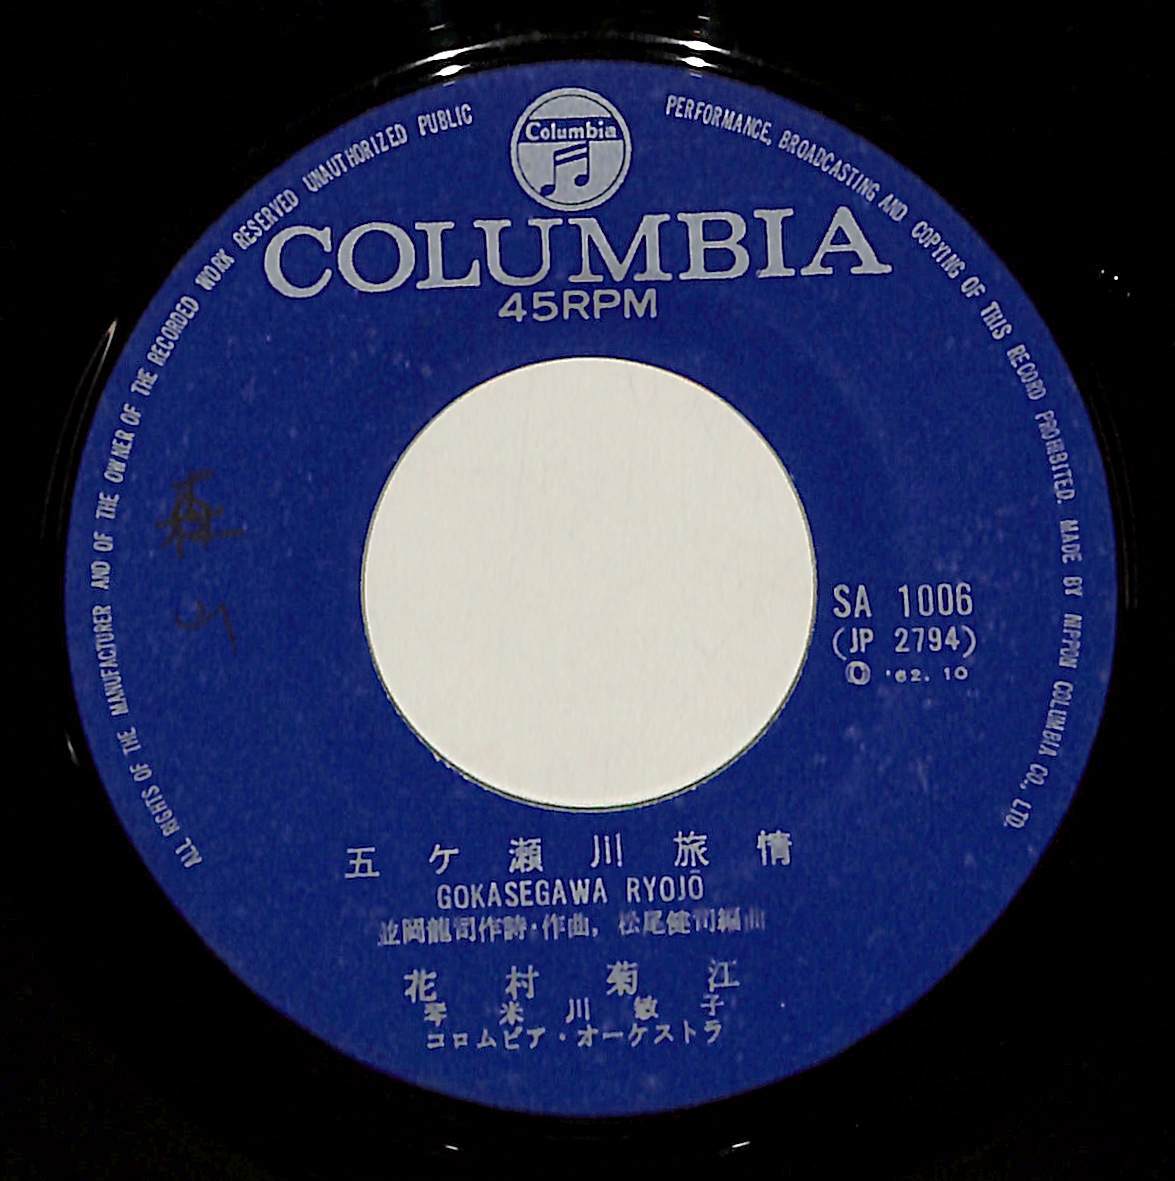 ALL RIGHTS OF THE MANUFACTURER AND OF THE OWNER OF THE RECORDED WORK RESERVED UNAUTHORIZED PUBLIC PERFORMANCE, BROADCASTING AND COPYING OF THIS RECORD PROHIBITED. MADE BY NIPPON COLUMBIA CO., LTD.
Columbia
COLUMBIA
45RPM
SA 1006
(JP 2794)
'62.10
五ケ瀬川旅情
GOKASEGAWA RYOJŌ
並岡龍司作詩・作曲, 松尾健司編曲
花村菊江
琴 米川敏子
コロムビア・オーケストラ